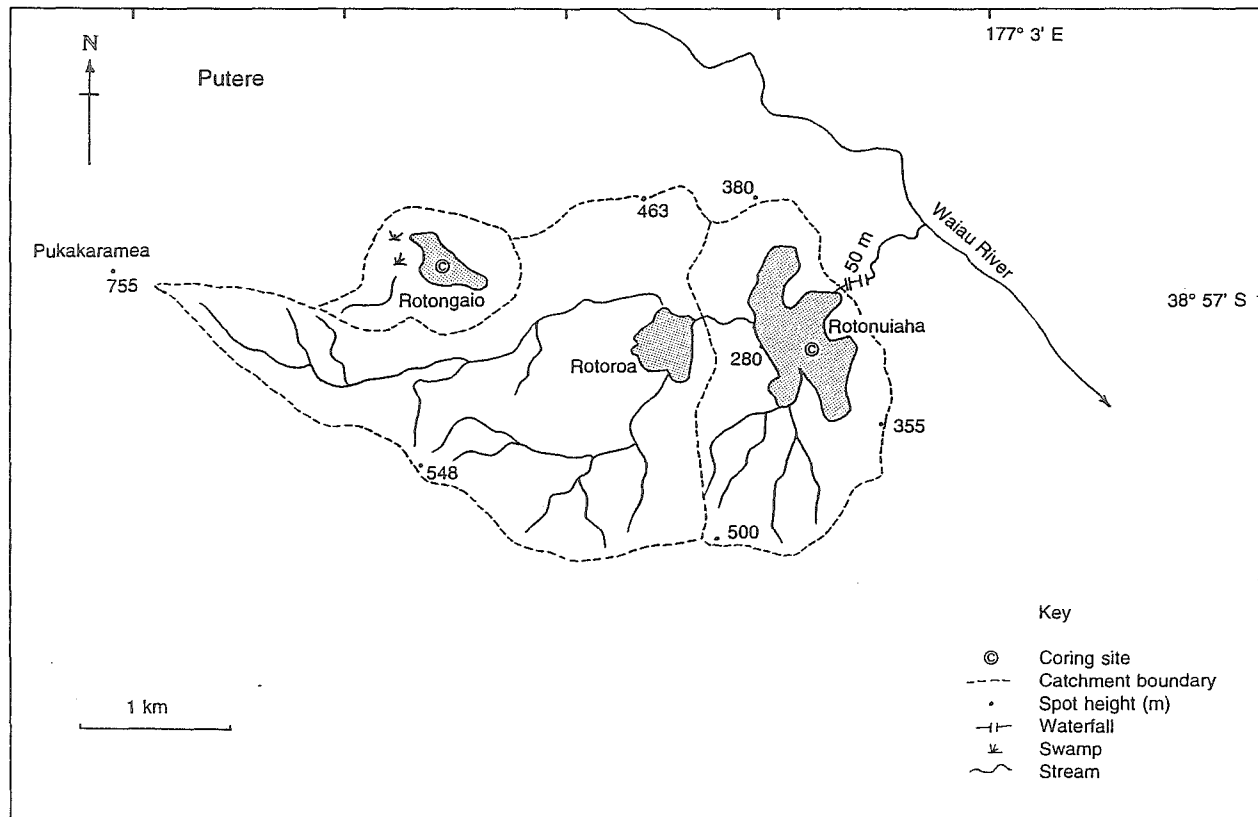 177° 3' E
N
Putere
380
463
Waiau River
Pukakaramea
755
50 m
Rotongaio
38° 57' S
Rotonuiaha
Rotoroa
280
355
548
500
Key
© Coring site
Catchment boundary
Spot height (m)
Waterfall
Swamp
Stream
1 km